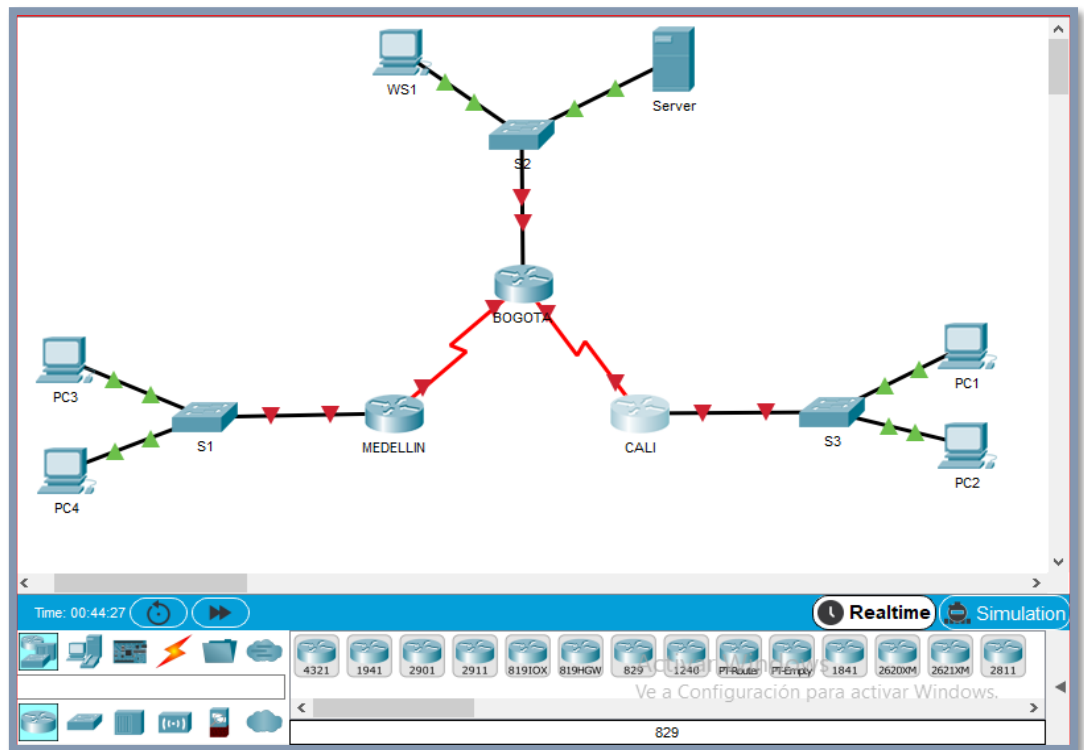 WS1
Server
S2
BOGOTA
PC3
PC1
S1
MEDELLIN
CALI
S3
PC4
PC2
Time: 00:44:27
Realtime
Simulation
4321 1941 2901 2911 819IOX 819HGW 829 1240 PT-Router PT-Empty 1841 2620XM 2621XM 2811
Activar Windows
Ve a Configuración para activar Windows.
829